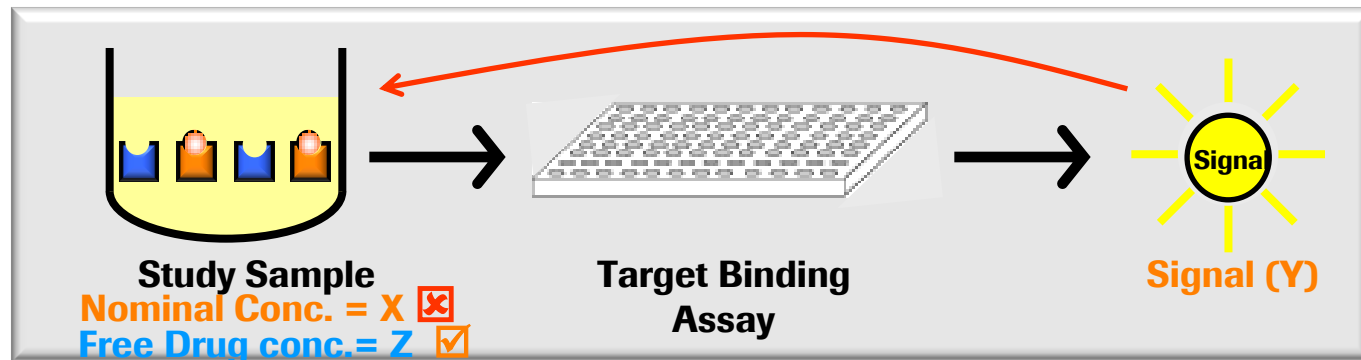 Signal
Study Sample
Nominal Conc. = X
Free Drug conc.= Z
Target Binding
Assay
Signal (Y)